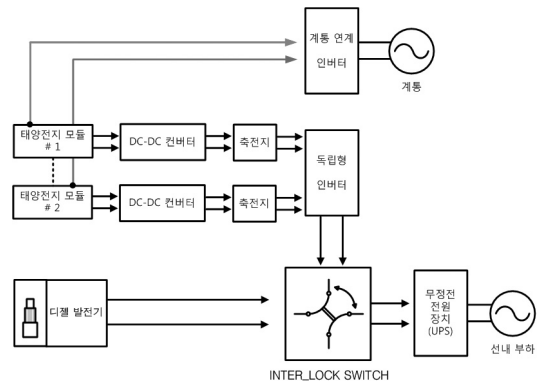 계통 연계
인버터
계통
태양전지 모듈
# 1
DC-DC 컨버터
축전지
독립형
인버터
태양전지 모듈
# 2
DC-DC 컨버터
축전지
디젤 발전기
무정전
전원
장치
(UPS)
선내 부하
INTER_LOCK SWITCH